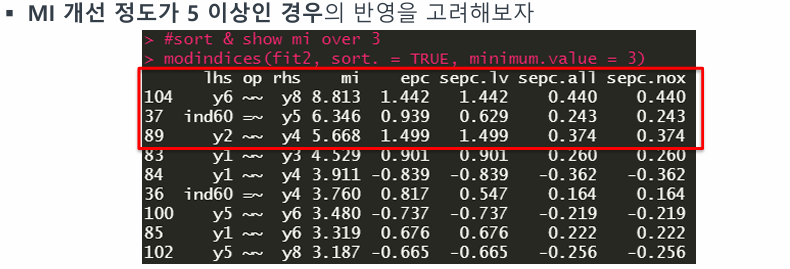 ▪ MI 개선 정도가 5 이상인 경우의 반영을 고려해보자
> #sort & show mi over 3
> modindices(fit2, sort. = TRUE, minimum.value = 3)
lhs op rhs mi epc sepc.lv sepc.all sepc.nox
104 y6 ~~ y8 8.813 1.442 1.442 0.440 0.440
37 ind60 =~ y5 6.346 0.939 0.629 0.243 0.243
89 y2 ~~ y4 5.668 1.499 1.499 0.374 0.374
83 y1 ~~ y3 4.529 0.901 0.901 0.260 0.260
84 y1 ~~ y4 3.911 -0.839 -0.839 -0.362 -0.362
36 ind60 =~ y4 3.760 0.817 0.547 0.164 0.164
100 y5 ~~ y6 3.480 -0.737 -0.737 -0.219 -0.219
85 y1 ~~ y6 3.319 0.676 0.676 0.222 0.222
102 y5 ~~ y8 3.187 -0.665 -0.665 -0.256 -0.256